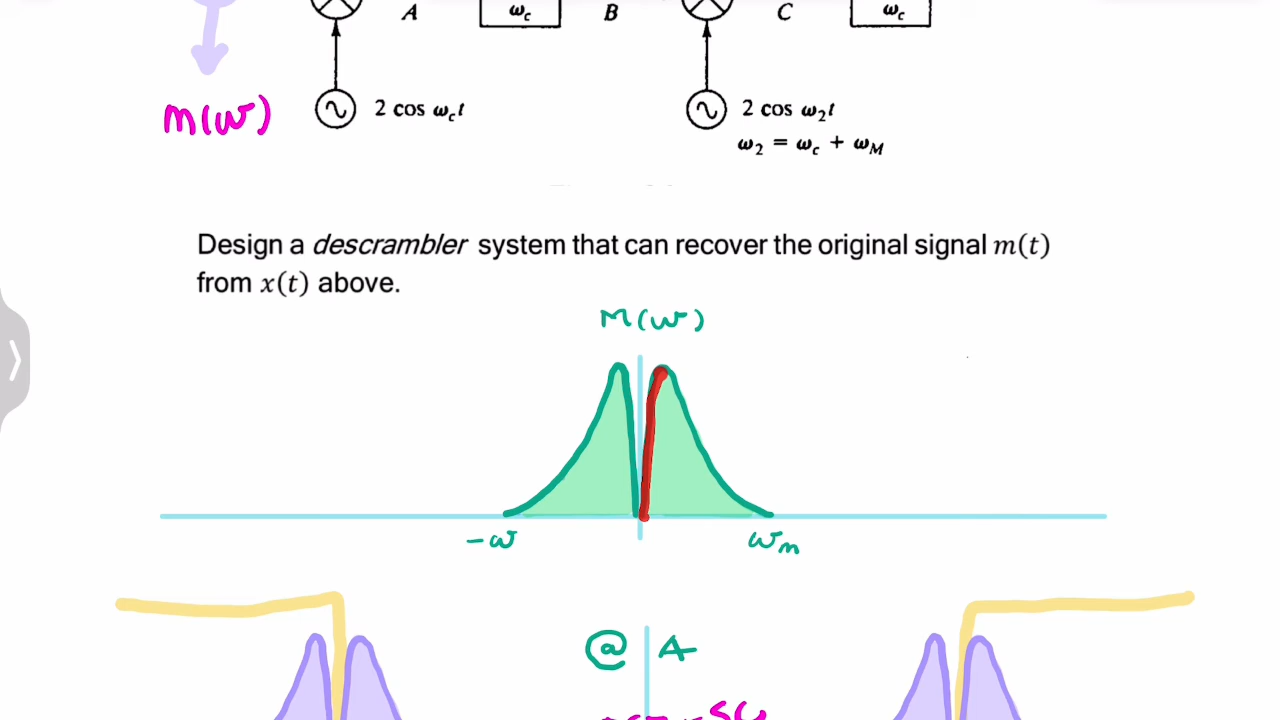 A ω_c B C ω_c
m(ω)
2 cos ω_c t 2 cos ω_2 t
ω_2 = ω_c + ω_M
Design a descrambler system that can recover the original signal m(t)
from x(t) above.
M(ω)
-ω ω_m
@ A